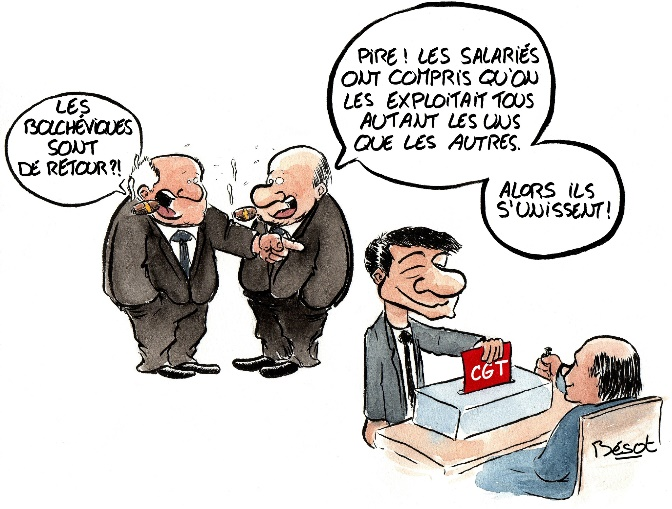 LES
BOLCHÉVIQUES
SONT
DE RETOUR?!
PIRE! LES SALARIÉS
ONT COMPRIS QU'ON
LES EXPLOITAIT TOUS
AUTANT LES UNS
QUE LES AUTRES.
ALORS ILS
S'UNISSENT!
CGT
Bésot